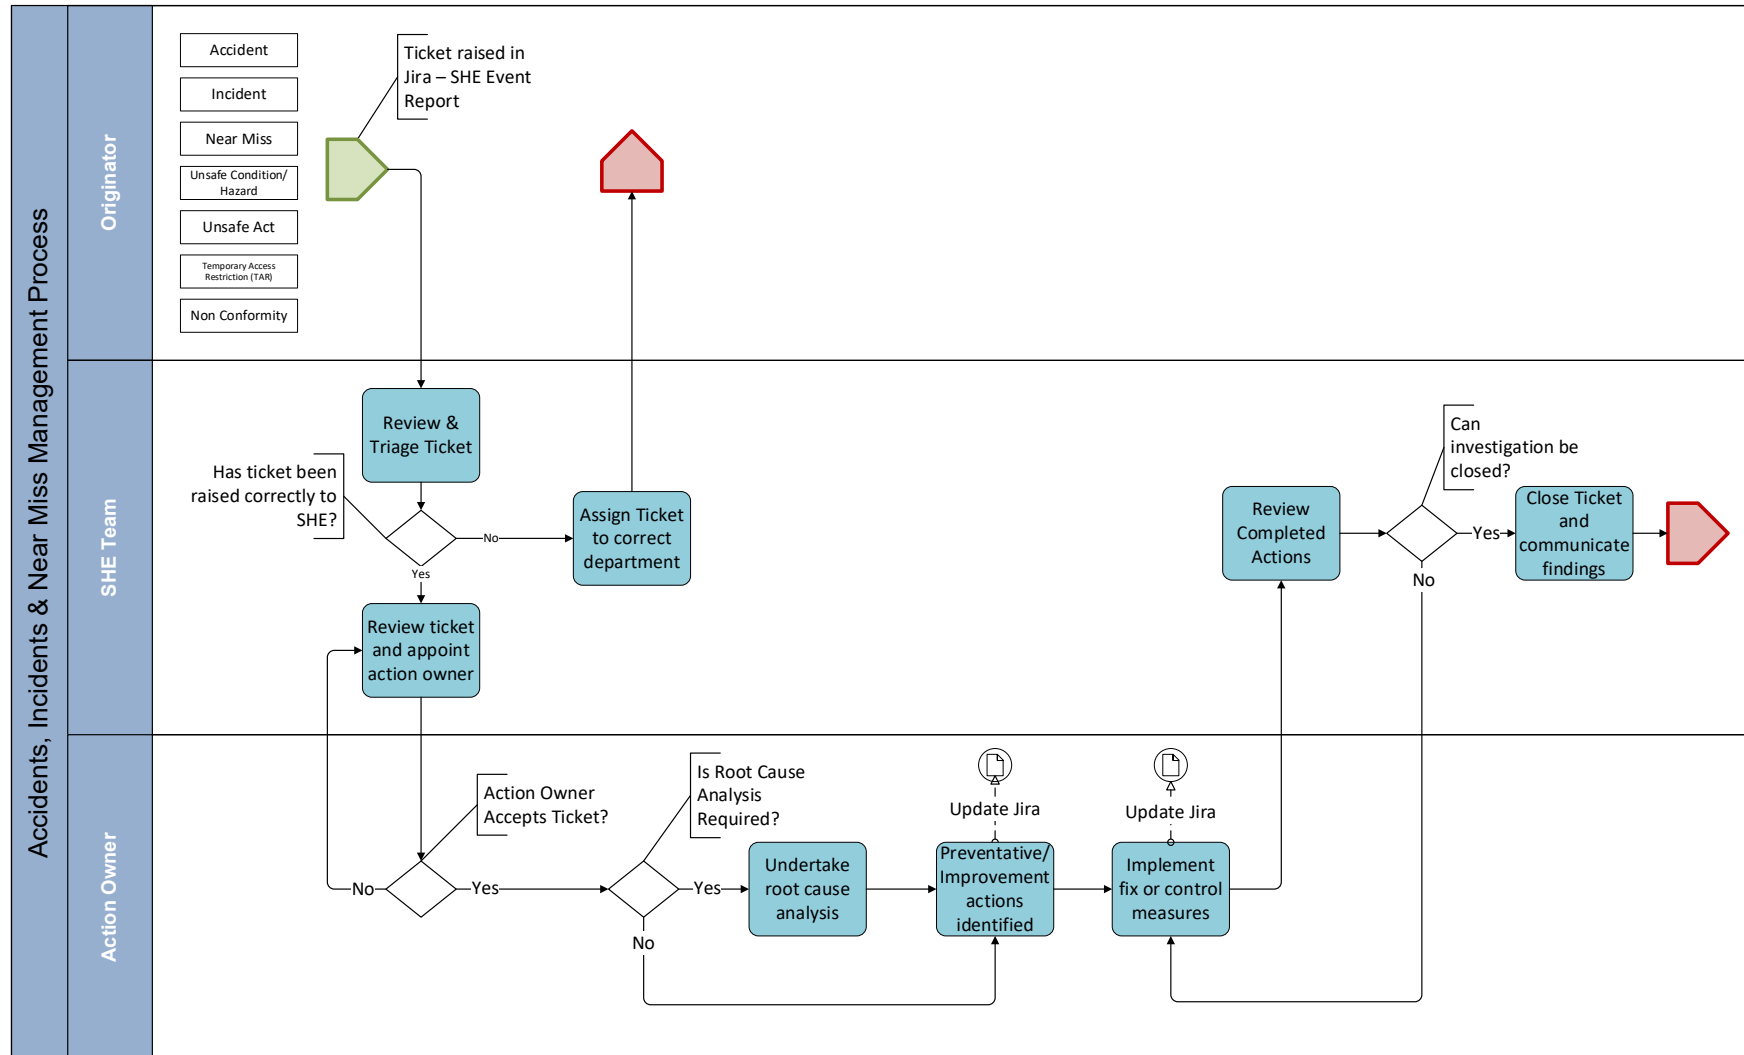 Accidents, Incidents & Near Miss Management Process
Originator
Accident
Incident
Near Miss
Unsafe Condition/
Hazard
Unsafe Act
Temporary Access
Restriction (TAR)
Non Conformity
Ticket raised in
Jira – SHE Event
Report
SHE Team
Review &
Triage Ticket
Has ticket been
raised correctly to
SHE?
No
Yes
Assign Ticket
to correct
department
Review ticket
and appoint
action owner
Review
Completed
Actions
Can
investigation be
closed?
Yes
No
Close Ticket
and
communicate
findings
Action Owner
Action Owner
Accepts Ticket?
No
Yes
Is Root Cause
Analysis
Required?
Yes
No
Undertake
root cause
analysis
Update Jira
Preventative/
Improvement
actions
identified
Update Jira
Implement
fix or control
measures